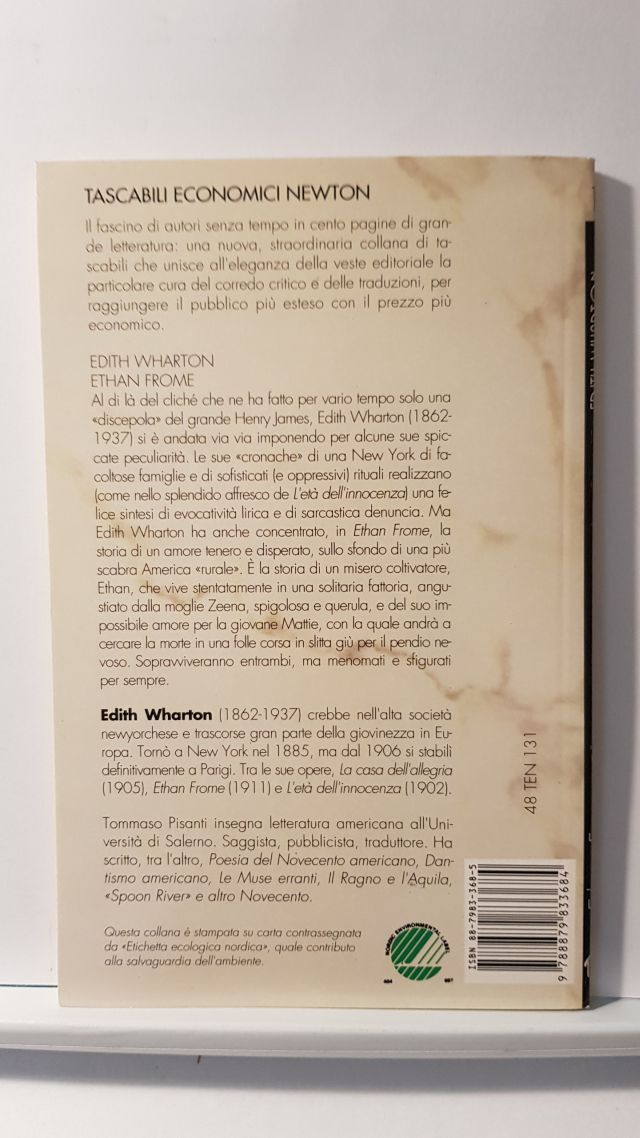 TASCABILI ECONOMICI NEWTON
Il fascino di autori senza tempo in cento pagine di gran-
de letteratura: una nuova, straordinaria collana di ta-
scabili che unisce all'eleganza della veste editoriale la
particolare cura del corredo critico e delle traduzioni, per
raggiungere il pubblico più esteso con il prezzo più
economico.
EDITH WHARTON
ETHAN FROME
Al di là del cliché che ne ha fatto per vario tempo solo una
«discepola» del grande Henry James, Edith Wharton (1862-
1937) si è andata via via imponendo per alcune sue spic-
cate peculiarità. Le sue «cronache» di una New York di fa-
coltose famiglie e di sofisticati (e oppressivi) rituali realizzano
(come nello splendido affresco de L'età dell'innocenza) una fe-
lice sintesi di evocatività lirica e di sarcastica denuncia. Ma
Edith Wharton ha anche concentrato, in Ethan Frome, la
storia di un amore tenero e disperato, sullo sfondo di una più
scabra America «rurale». È la storia di un misero coltivatore,
Ethan, che vive stentatamente in una solitaria fattoria, angu-
stiato dalla moglie Zeena, spigolosa e querula, e del suo im-
possibile amore per la giovane Mattie, con la quale andrà a
cercare la morte in una folle corsa in slitta giù per il pendio ne-
voso. Sopravviveranno entrambi, ma menomati e sfigurati
per sempre.
Edith Wharton (1862-1937) crebbe nell'alta società
newyorchese e trascorse gran parte della giovinezza in Eu-
ropa. Tornò a New York nel 1885, ma dal 1906 si stabilì
definitivamente a Parigi. Tra le sue opere, La casa dell'allegria
(1905), Ethan Frome (1911) e L'età dell'innocenza (1902).
Tommaso Pisanti insegna letteratura americana all'Uni-
versità di Salerno. Saggista, pubblicista, traduttore. Ha
scritto, tra l'altro, Poesia del Novecento americano, Dan-
tismo americano, Le Muse erranti, Il Ragno e l'Aquila,
«Spoon River» e altro Novecento.
Questa collana è stampata su carta contrassegnata
da «Etichetta ecologica nordica», quale contributo
alla salvaguardia dell'ambiente.
NORDIC ENVIRONMENTAL LABEL
48 TEN 131
ISBN 88-7983-368-5
9 788879 833684
EDITH WHARTON